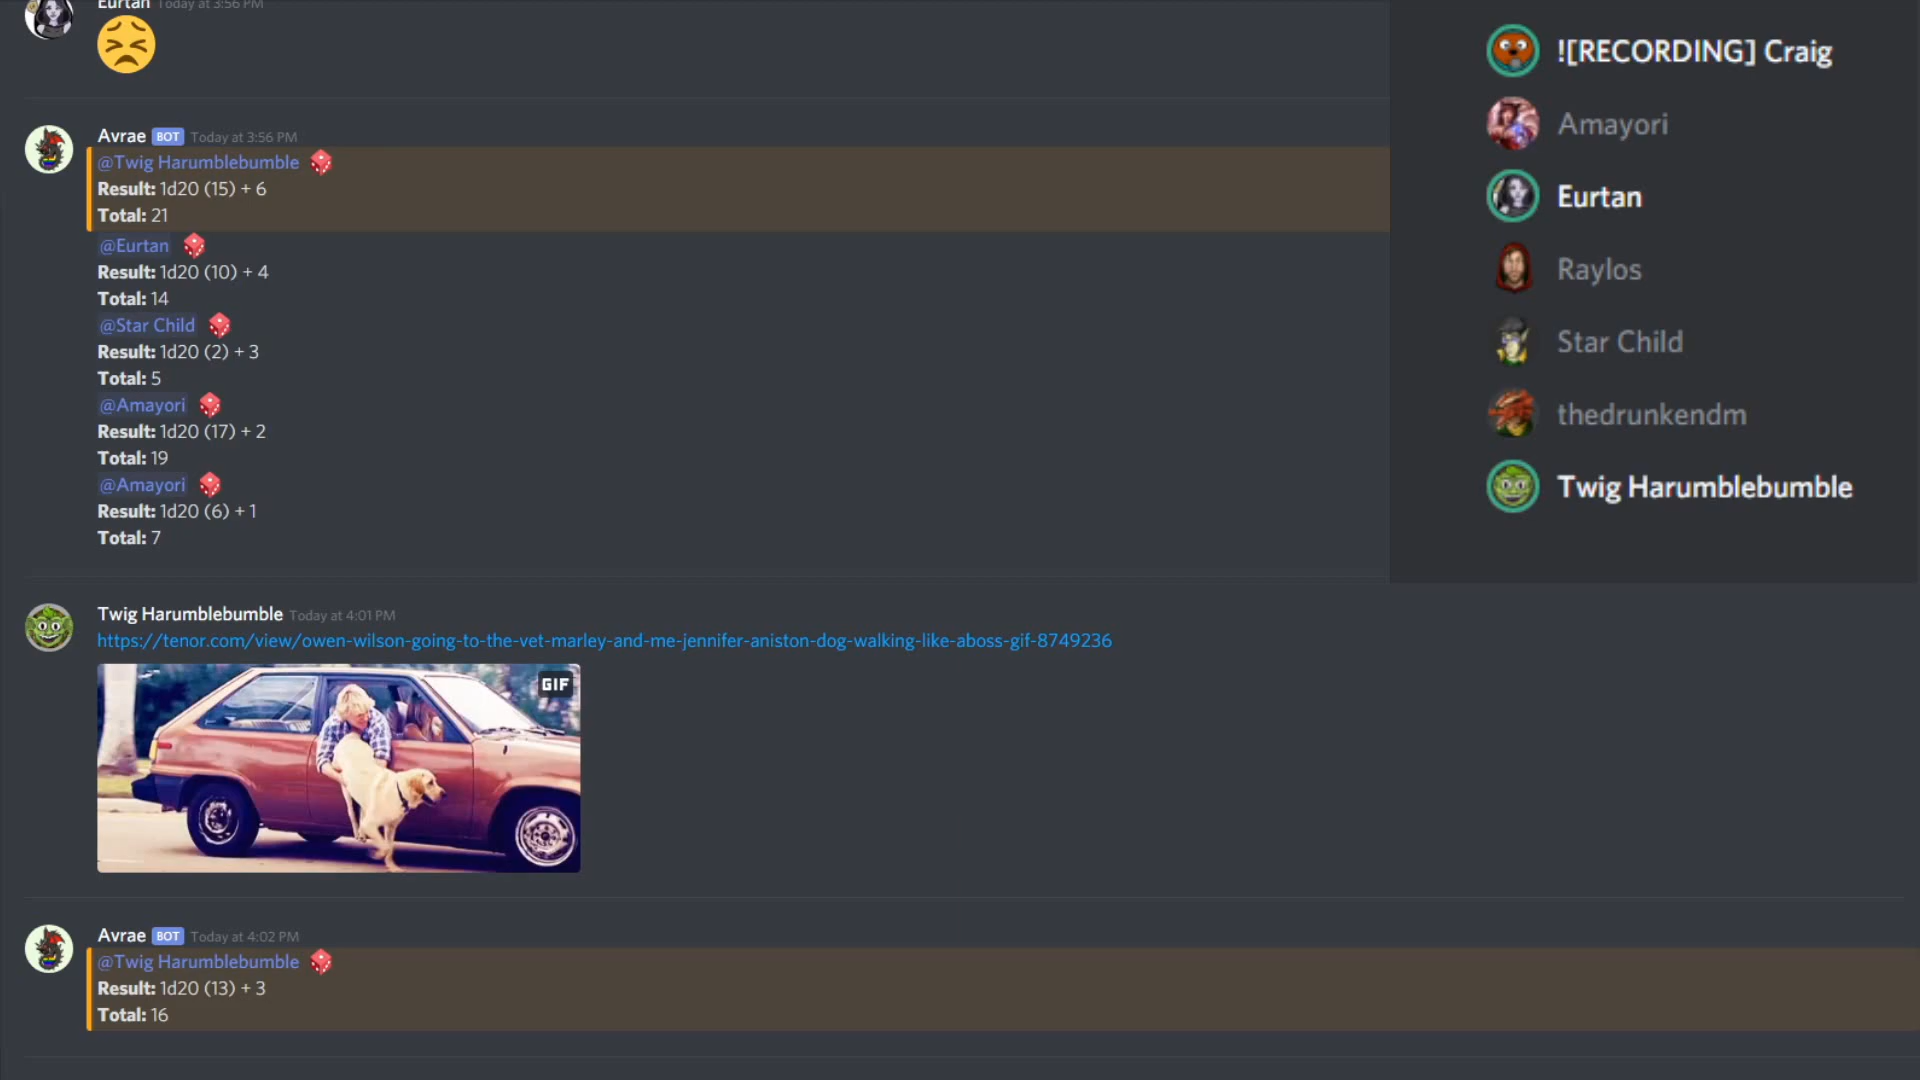 Eurtan Today at 3:56 PM
Avrae BOT Today at 3:56 PM
@Twig Harumblebumble
Result: 1d20 (15) + 6
Total: 21
@Eurtan
Result: 1d20 (10) + 4
Total: 14
@Star Child
Result: 1d20 (2) + 3
Total: 5
@Amayori
Result: 1d20 (17) + 2
Total: 19
@Amayori
Result: 1d20 (6) + 1
Total: 7
Twig Harumblebumble Today at 4:01 PM
https://tenor.com/view/owen-wilson-going-to-the-vet-marley-and-me-jennifer-aniston-dog-walking-like-aboss-gif-8749236
GIF
Avrae BOT Today at 4:02 PM
@Twig Harumblebumble
Result: 1d20 (13) + 3
Total: 16
![RECORDING] Craig
Amayori
Eurtan
Raylos
Star Child
thedrunkendm
Twig Harumblebumble